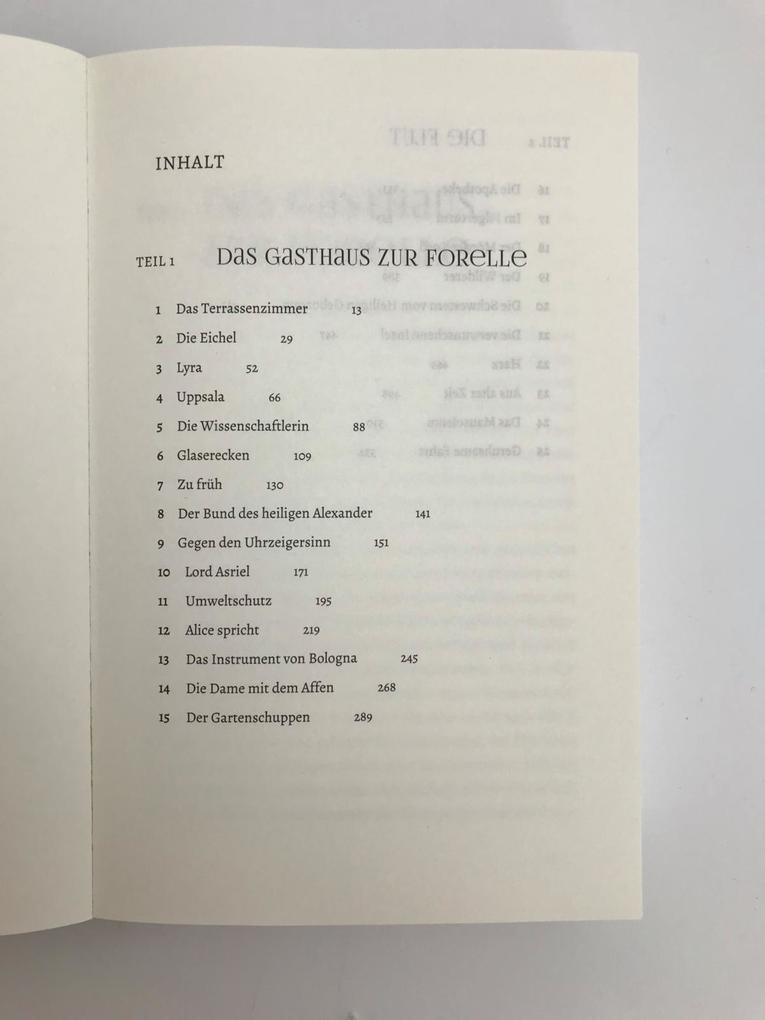 INHALT
TEIL 1 Das Gasthaus zur Forelle
1 Das Terrassenzimmer 13
2 Die Eichel 29
3 Lyra 52
4 Uppsala 66
5 Die Wissenschaftlerin 88
6 Glaserecken 109
7 Zu früh 130
8 Der Bund des heiligen Alexander 141
9 Gegen den Uhrzeigersinn 151
10 Lord Asriel 171
11 Umweltschutz 195
12 Alice spricht 219
13 Das Instrument von Bologna 245
14 Die Dame mit dem Affen 268
15 Der Gartenschuppen 289